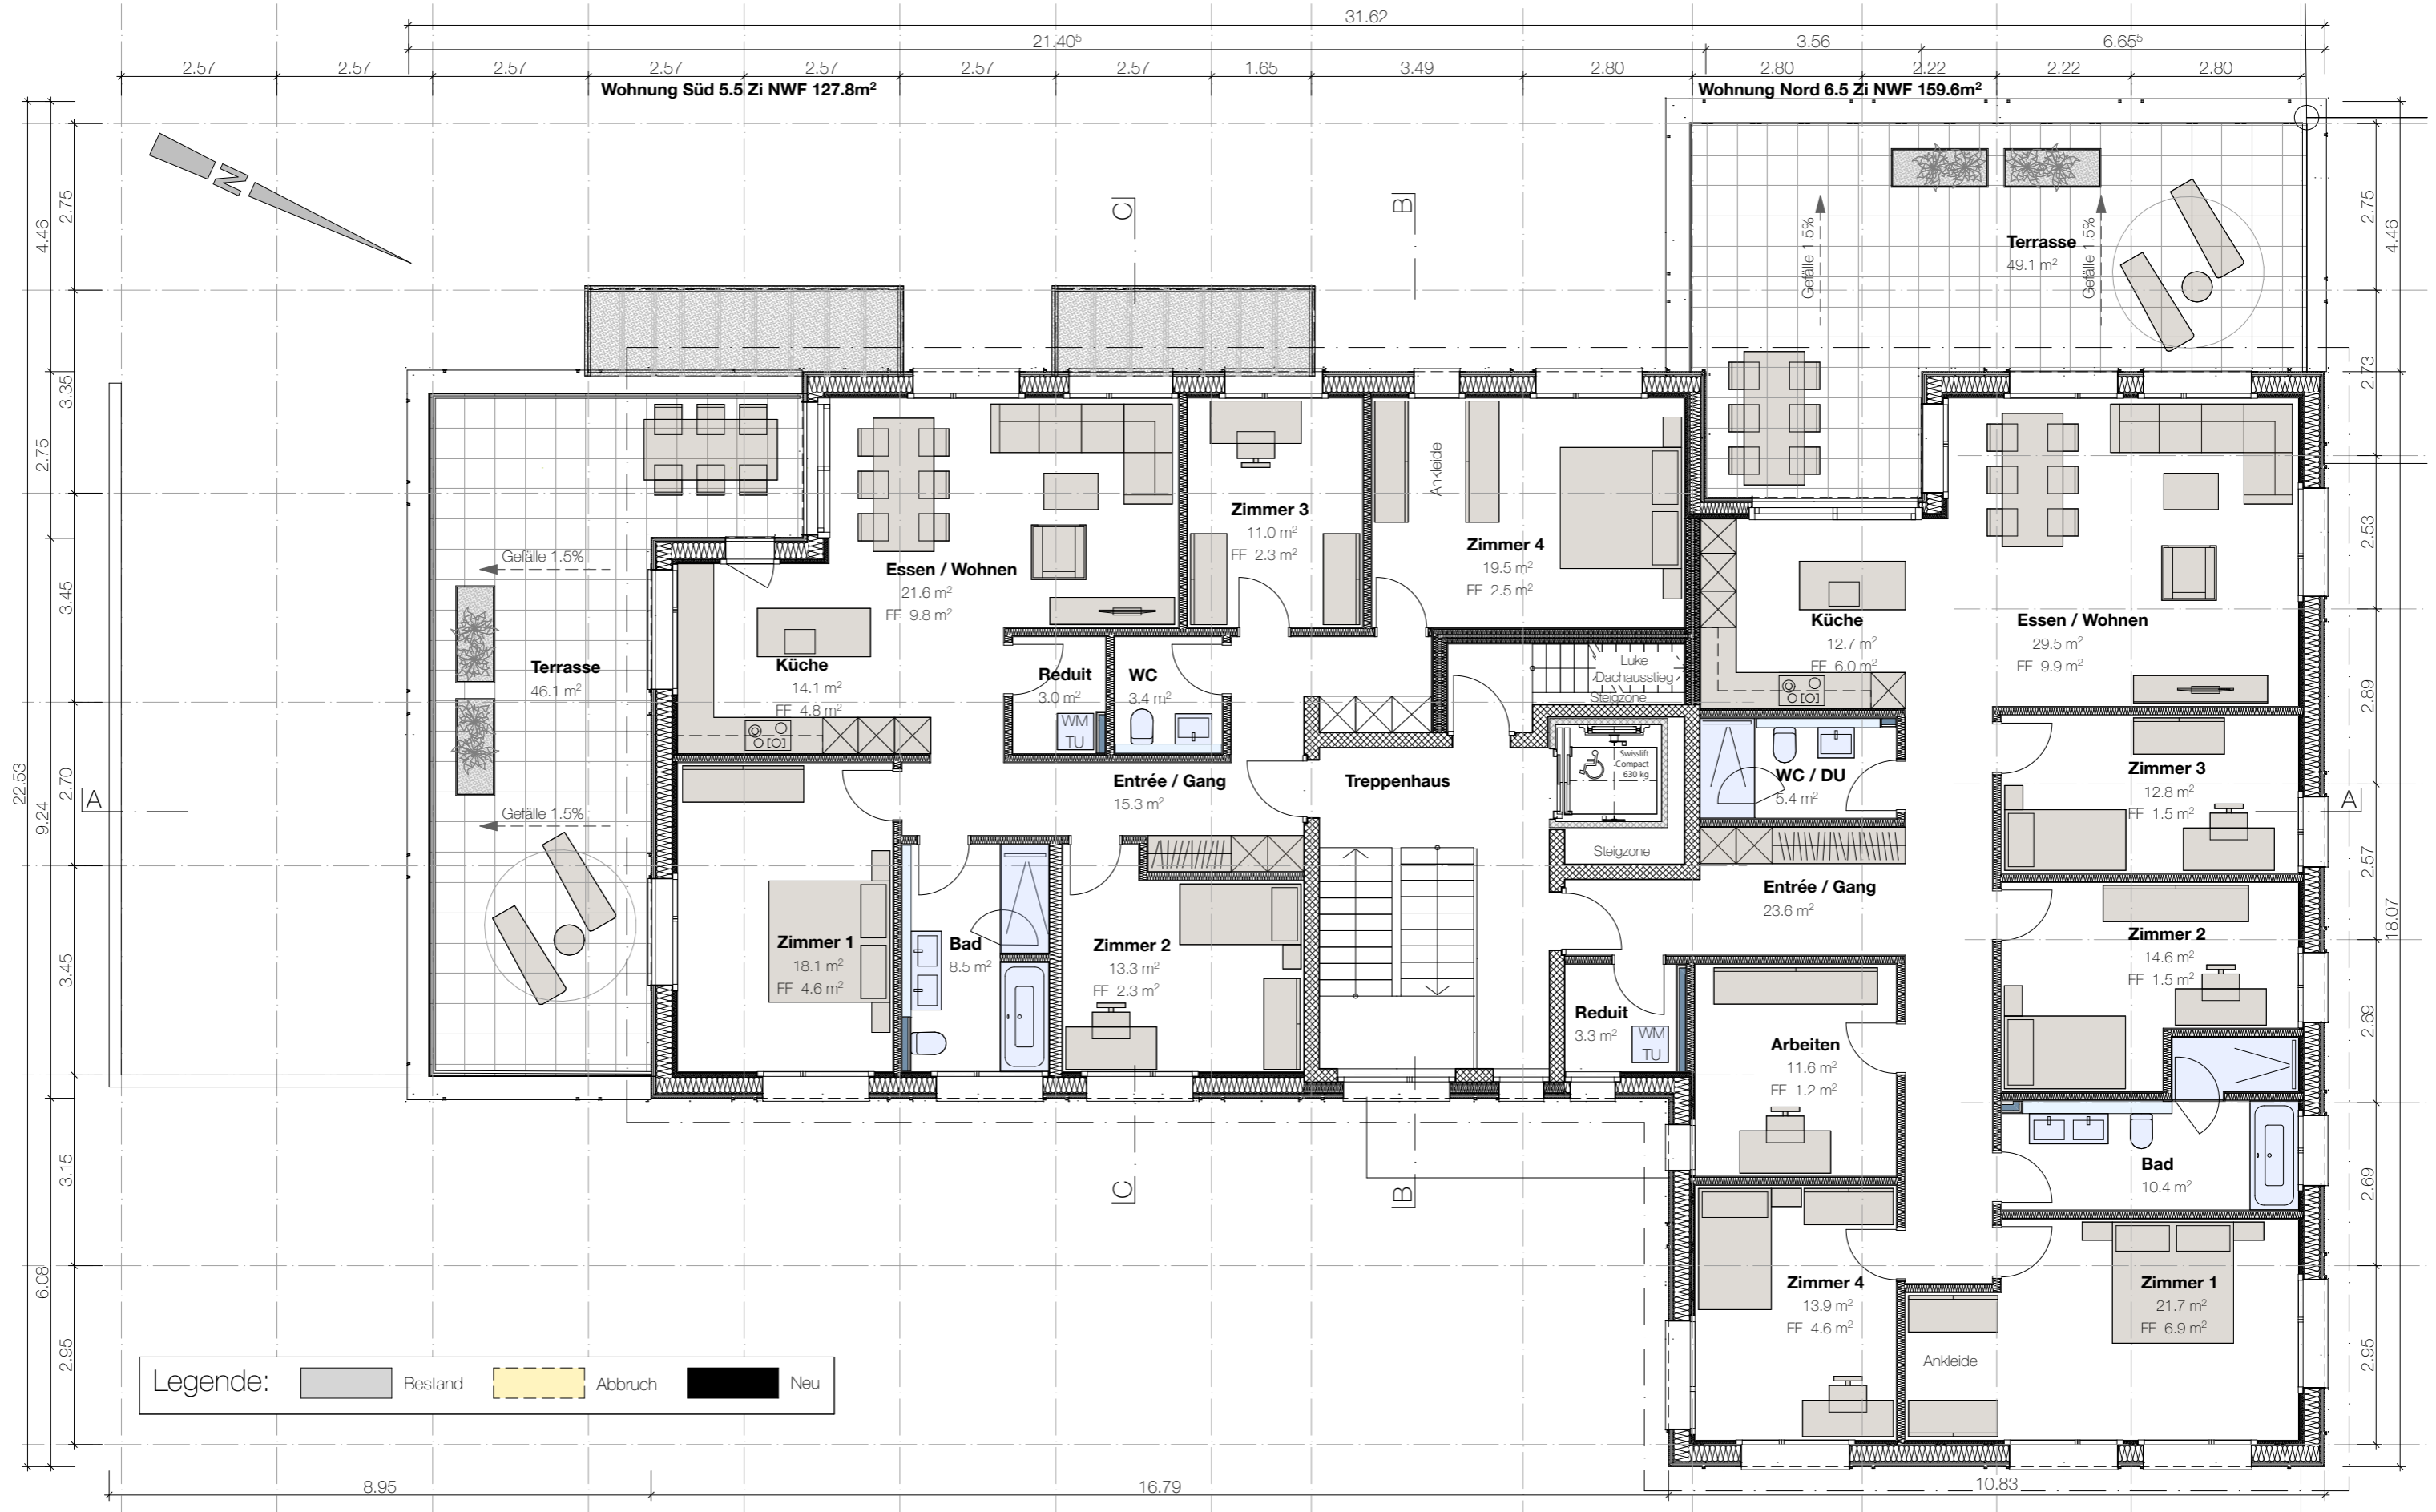 31.62
21.40⁵ 3.56 6.65⁵
2.57 2.57 2.57 2.57 2.57 2.57 2.57 1.65 3.49 2.80 2.80 2.22 2.22 2.80
Wohnung Süd 5.5 Zi NWF 127.8m²
Wohnung Nord 6.5 Zi NWF 159.6m²
N
C
B
Gefälle 1.5%
Gefälle 1.5%
Terrasse
49.1 m²
22.53
4.46
9.24
6.08
2.75
3.35
2.75
3.45
2.70
3.45
3.15
2.95
A
Gefälle 1.5%
Terrasse
46.1 m²
Gefälle 1.5%
Essen / Wohnen
21.6 m²
FF 9.8 m²
Küche
14.1 m²
FF 4.8 m²
Zimmer 3
11.0 m²
FF 2.3 m²
Ankleide
Zimmer 4
19.5 m²
FF 2.5 m²
Reduit
3.0 m²
WM
TU
WC
3.4 m²
Luke
Dachausstieg
Steigzone
Entrée / Gang
15.3 m²
Treppenhaus
Swisslift
Compact
630 kg
Steigzone
Zimmer 1
18.1 m²
FF 4.6 m²
Bad
8.5 m²
Zimmer 2
13.3 m²
FF 2.3 m²
Küche
12.7 m²
FF 6.0 m²
Essen / Wohnen
29.5 m²
FF 9.9 m²
WC / DU
5.4 m²
Zimmer 3
12.8 m²
FF 1.5 m²
Entrée / Gang
23.6 m²
Zimmer 2
14.6 m²
FF 1.5 m²
Reduit
3.3 m²
WM
TU
Arbeiten
11.6 m²
FF 1.2 m²
Bad
10.4 m²
Zimmer 4
13.9 m²
FF 4.6 m²
Zimmer 1
21.7 m²
FF 6.9 m²
Ankleide
A
2.75
4.46
2.73
2.53
2.89
2.57
18.07
2.69
2.69
2.95
C
B
Legende: Bestand Abbruch Neu
8.95 16.79 10.83